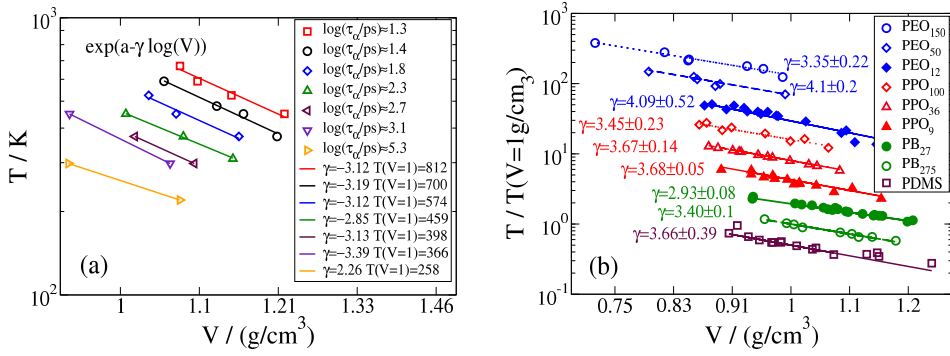 (a)
exp(a-γ log(V))
T / K
10³
10²
1
1.1
1.21
1.33
1.46
V / (g/cm³)
log(τα/ps)≈1.3
log(τα/ps)≈1.4
log(τα/ps)≈1.8
log(τα/ps)≈2.3
log(τα/ps)≈2.7
log(τα/ps)≈3.1
log(τα/ps)≈5.3
γ=−3.12 T(V=1)=812
γ=−3.19 T(V=1)=700
γ=−3.12 T(V=1)=574
γ=−2.85 T(V=1)=459
γ=−3.13 T(V=1)=398
γ=−3.39 T(V=1)=366
γ=2.26 T(V=1)=258
(b)
T / T(V=1g/cm³)
10³
10²
10¹
10⁰
10⁻¹
0.75
0.83
0.91
1
1.1
1.2
V / (g/cm³)
γ=3.35±0.22
γ=4.1±0.2
γ=4.09±0.52
γ=3.45±0.23
γ=3.67±0.14
γ=3.68±0.05
γ=2.93±0.08
γ=3.40±0.1
γ=3.66±0.39
PEO₁₅₀
PEO₅₀
PEO₁₂
PPO₁₀₀
PPO₃₆
PPO₉
PB₂₇
PB₂₇₅
PDMS